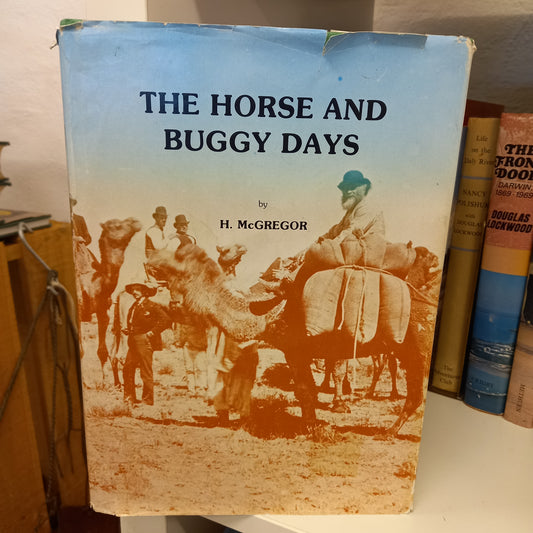 THE HORSE AND
BUGGY DAYS
by
H. McGREGOR
Life
on the
Daly River
NANCY
POLISHUK
with
DOUGLAS
LOCKWOOD
THE
FRONT
DOOR
DARWIN,
1869-1969
DOUGLAS
LOCKWOOD
RIGBY